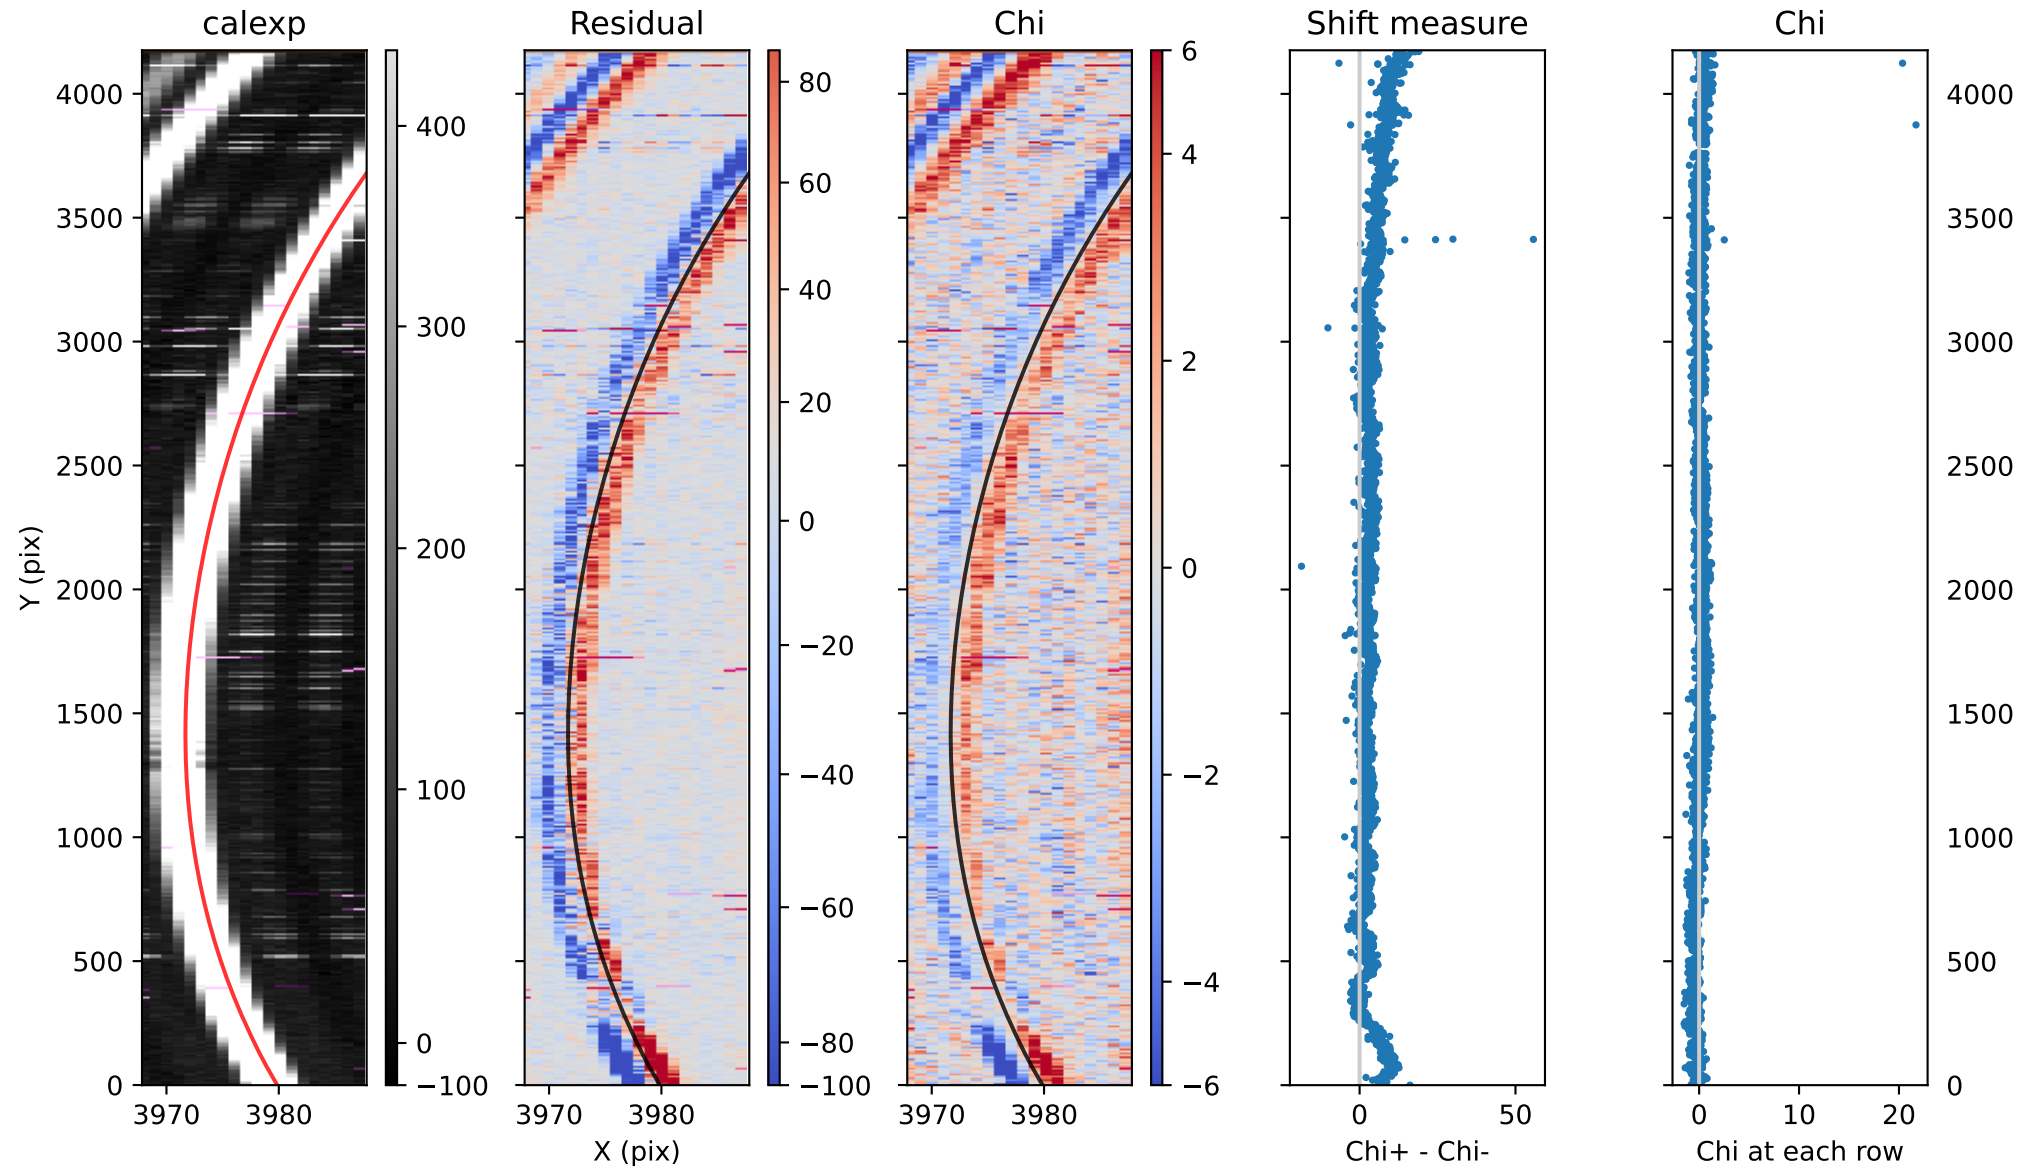 calexp Residual Chi Shift measure Chi
4000 400 80 6 4000
60 4
3500 3500
300 40
3000 2 3000
20
2500 2500
Y (pix) 200 0 0
2000 2000
−20
1500 1500
100 −40 −2
1000 1000
−60
500 −4 500
0 −80
0 −100 −100 −6 0
3970 3980 3970 3980 3970 3980 0 50 0 10 20
X (pix) Chi+ - Chi- Chi at each row